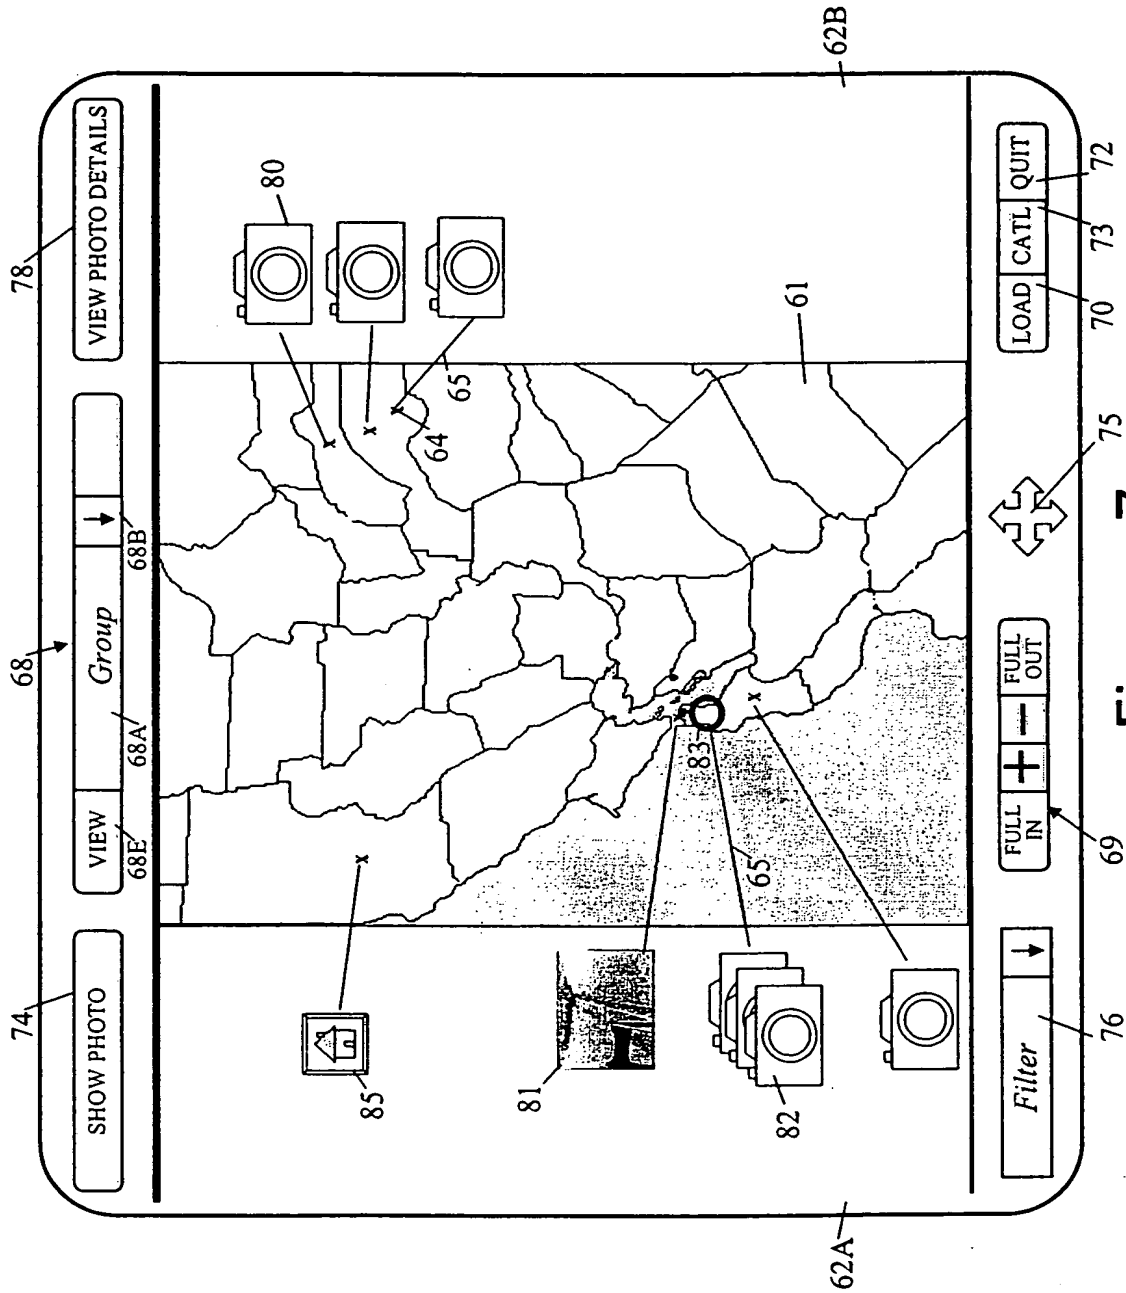 74 68 78
SHOW PHOTO VIEW Group VIEW PHOTO DETAILS
68E 68A 68B
80
85
64
65
81
83
65
82
61
62A 62B
Filter FULL IN + − FULL OUT LOAD CATL QUIT
76 69 75 70 73 72